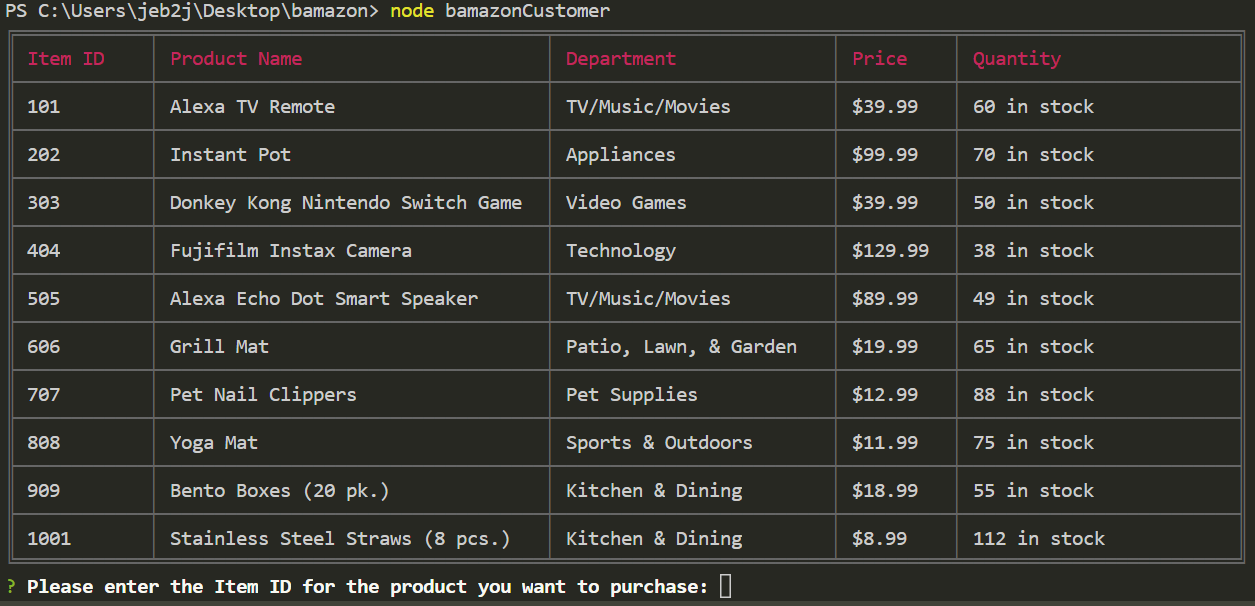 PS C:\Users\jeb2j\Desktop\bamazon> node bamazonCustomer
Item ID Product Name Department Price Quantity
101 Alexa TV Remote TV/Music/Movies $39.99 60 in stock
202 Instant Pot Appliances $99.99 70 in stock
303 Donkey Kong Nintendo Switch Game Video Games $39.99 50 in stock
404 Fujifilm Instax Camera Technology $129.99 38 in stock
505 Alexa Echo Dot Smart Speaker TV/Music/Movies $89.99 49 in stock
606 Grill Mat Patio, Lawn, & Garden $19.99 65 in stock
707 Pet Nail Clippers Pet Supplies $12.99 88 in stock
808 Yoga Mat Sports & Outdoors $11.99 75 in stock
909 Bento Boxes (20 pk.) Kitchen & Dining $18.99 55 in stock
1001 Stainless Steel Straws (8 pcs.) Kitchen & Dining $8.99 112 in stock
? Please enter the Item ID for the product you want to purchase: